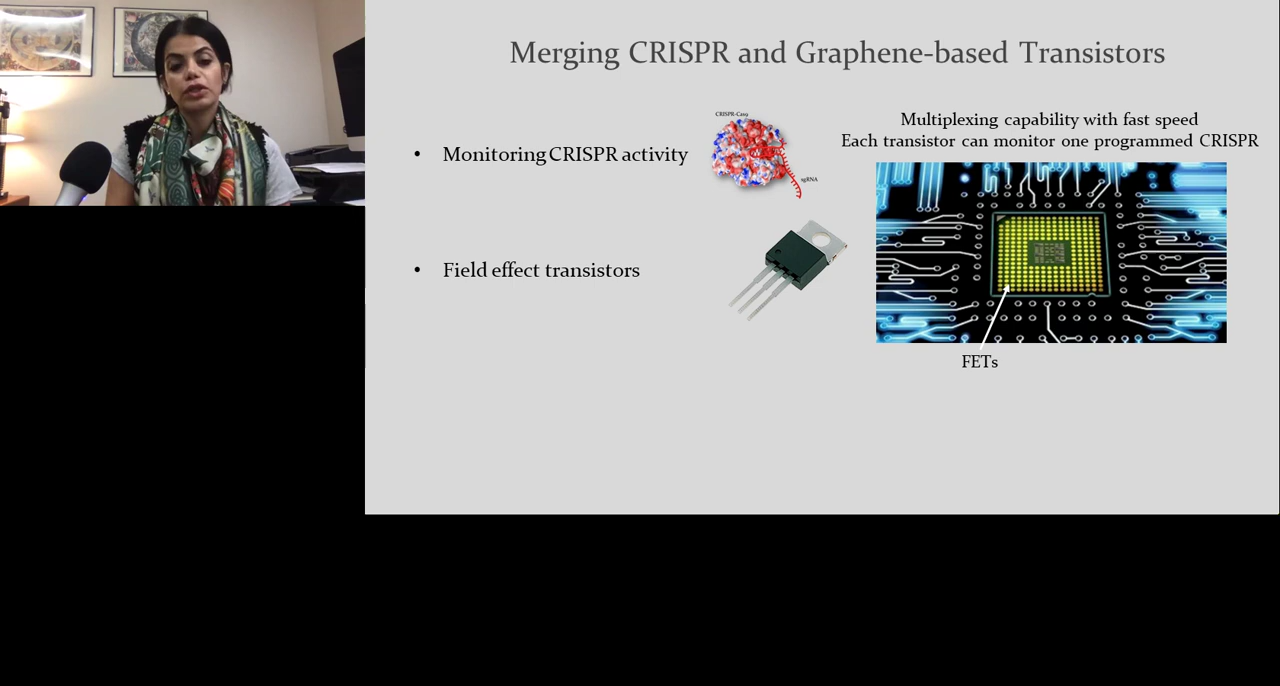 Merging CRISPR and Graphene-based Transistors
• Monitoring CRISPR activity
CRISPR-Cas9
sgRNA
Multiplexing capability with fast speed
Each transistor can monitor one programmed CRISPR
• Field effect transistors
FETs